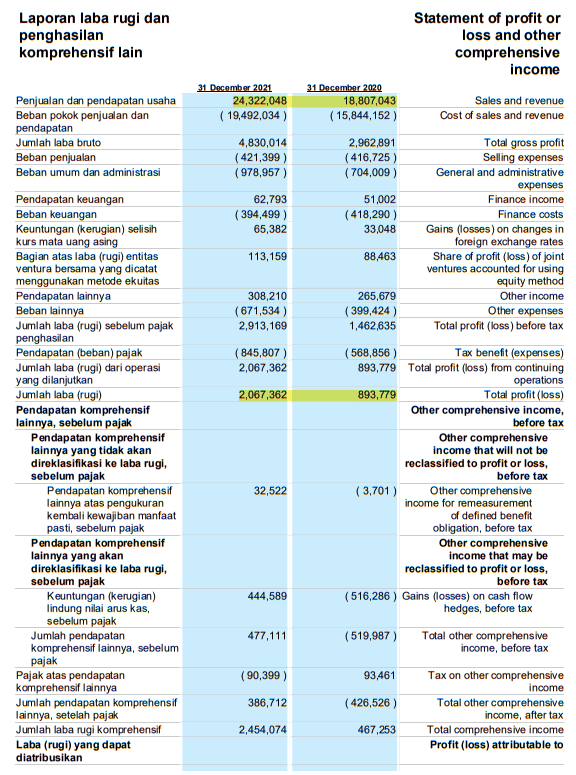 Laporan laba rugi dan
penghasilan
komprehensif lain
Statement of profit or
loss and other
comprehensive
income
31 December 2021 31 December 2020
Penjualan dan pendapatan usaha 24,322,048 18,807,043 Sales and revenue
Beban pokok penjualan dan ( 19,492,034 ) ( 15,844,152 ) Cost of sales and revenue
pendapatan
Jumlah laba bruto 4,830,014 2,962,891 Total gross profit
Beban penjualan ( 421,399 ) ( 416,725 ) Selling expenses
Beban umum dan administrasi ( 978,957 ) ( 704,009 ) General and administrative
expenses
Pendapatan keuangan 62,793 51,002 Finance income
Beban keuangan ( 394,499 ) ( 418,290 ) Finance costs
Keuntungan (kerugian) selisih 65,382 33,048 Gains (losses) on changes in
kurs mata uang asing foreign exchange rates
Bagian atas laba (rugi) entitas 113,159 88,463 Share of profit (loss) of joint
ventura bersama yang dicatat ventures accounted for using
menggunakan metode ekuitas equity method
Pendapatan lainnya 308,210 265,679 Other income
Beban lainnya ( 671,534 ) ( 399,424 ) Other expenses
Jumlah laba (rugi) sebelum pajak 2,913,169 1,462,635 Total profit (loss) before tax
penghasilan
Pendapatan (beban) pajak ( 845,807 ) ( 568,856 ) Tax benefit (expenses)
Jumlah laba (rugi) dari operasi 2,067,362 893,779 Total profit (loss) from continuing
yang dilanjutkan operations
Jumlah laba (rugi) 2,067,362 893,779 Total profit (loss)
Pendapatan komprehensif Other comprehensive income,
lainnya, sebelum pajak before tax
Pendapatan komprehensif Other comprehensive
lainnya yang tidak akan income that will not be
direklasifikasi ke laba rugi, reclassified to profit or loss,
sebelum pajak before tax
Pendapatan komprehensif 32,522 ( 3,701 ) Other comprehensive
lainnya atas pengukuran income for remeasurement
kembali kewajiban manfaat of defined benefit
pasti, sebelum pajak obligation, before tax
Pendapatan komprehensif Other comprehensive
lainnya yang akan income that may be
direklasifikasi ke laba rugi, reclassified to profit or loss,
sebelum pajak before tax
Keuntungan (kerugian) 444,589 ( 516,286 ) Gains (losses) on cash flow
lindung nilai arus kas, hedges, before tax
sebelum pajak
Jumlah pendapatan 477,111 ( 519,987 ) Total other comprehensive
komprehensif lainnya, sebelum income, before tax
pajak
Pajak atas pendapatan ( 90,399 ) 93,461 Tax on other comprehensive
komprehensif lainnya income
Jumlah pendapatan komprehensif 386,712 ( 426,526 ) Total other comprehensive
lainnya, setelah pajak income, after tax
Jumlah laba rugi komprehensif 2,454,074 467,253 Total comprehensive income
Laba (rugi) yang dapat Profit (loss) attributable to
diatribusikan